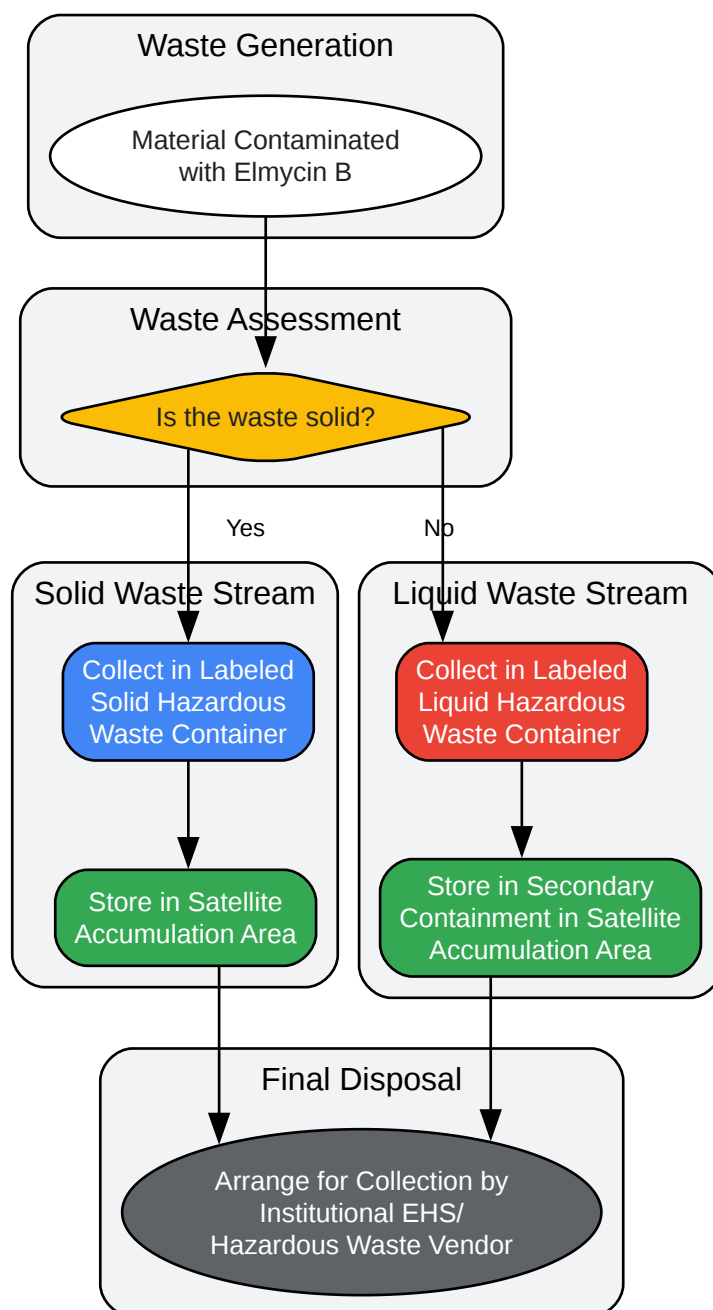 Waste Generation
Material Contaminated
with Elmycin B
Waste Assessment
Is the waste solid?
Yes
No
Solid Waste Stream
Collect in Labeled
Solid Hazardous
Waste Container
Store in Satellite
Accumulation Area
Liquid Waste Stream
Collect in Labeled
Liquid Hazardous
Waste Container
Store in Secondary
Containment in Satellite
Accumulation Area
Final Disposal
Arrange for Collection by
Institutional EHS/
Hazardous Waste Vendor